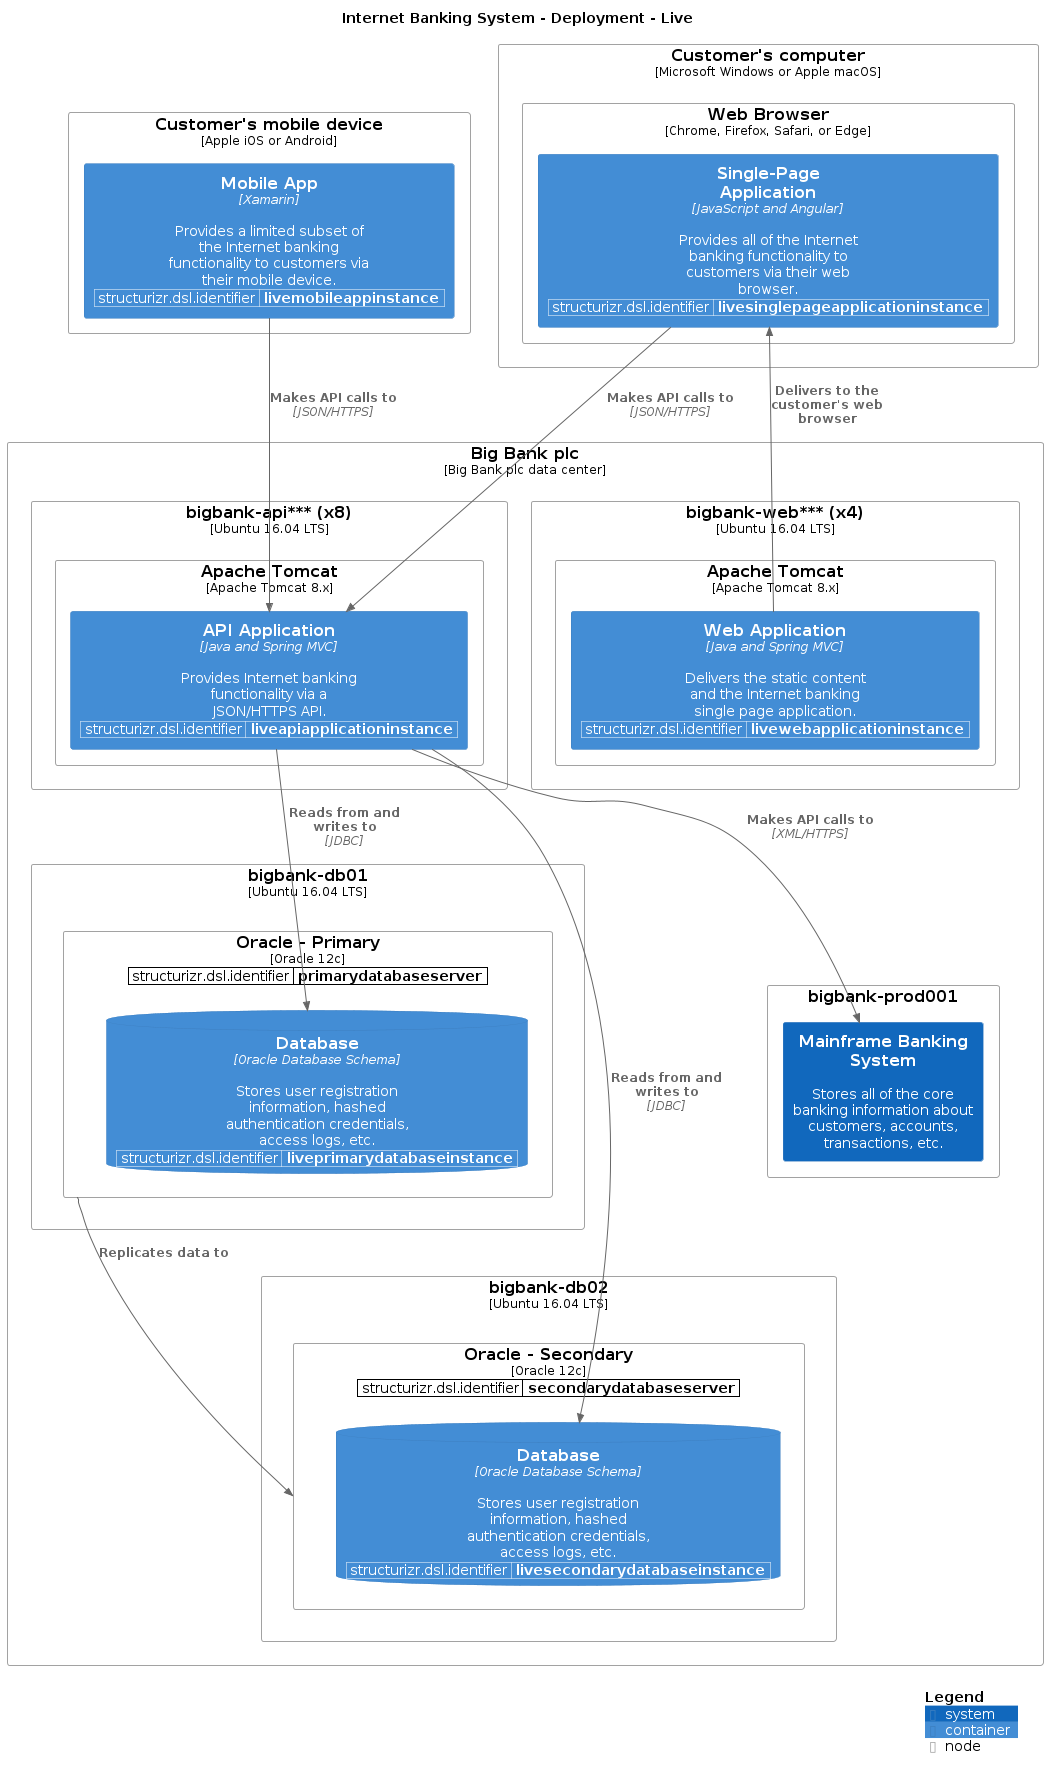 Internet Banking System - Deployment - Live
Customer's computer
[Microsoft Windows or Apple macOS]
Web Browser
[Chrome, Firefox, Safari, or Edge]
Single-Page
Application
[JavaScript and Angular]
Provides all of the Internet
banking functionality to
customers via their web
browser.
structurizr.dsl.identifier livesinglepageapplicationinstance
Customer's mobile device
[Apple iOS or Android]
Mobile App
[Xamarin]
Provides a limited subset of
the Internet banking
functionality to customers via
their mobile device.
structurizr.dsl.identifier livemobileappinstance
Makes API calls to
[JSON/HTTPS]
Makes API calls to
[JSON/HTTPS]
Delivers to the
customer's web
browser
Big Bank plc
[Big Bank plc data center]
bigbank-api*** (x8)
[Ubuntu 16.04 LTS]
Apache Tomcat
[Apache Tomcat 8.x]
API Application
[Java and Spring MVC]
Provides Internet banking
functionality via a
JSON/HTTPS API.
structurizr.dsl.identifier liveapiapplicationinstance
bigbank-web*** (x4)
[Ubuntu 16.04 LTS]
Apache Tomcat
[Apache Tomcat 8.x]
Web Application
[Java and Spring MVC]
Delivers the static content
and the Internet banking
single page application.
structurizr.dsl.identifier livewebapplicationinstance
Reads from and
writes to
[JDBC]
Makes API calls to
[XML/HTTPS]
bigbank-db01
[Ubuntu 16.04 LTS]
Oracle - Primary
[Oracle 12c]
structurizr.dsl.identifier primarydatabaseserver
Database
[Oracle Database Schema]
Stores user registration
information, hashed
authentication credentials,
access logs, etc.
structurizr.dsl.identifier liveprimarydatabaseinstance
bigbank-prod001
Mainframe Banking
System
Stores all of the core
banking information about
customers, accounts,
transactions, etc.
Reads from and
writes to
[JDBC]
Replicates data to
bigbank-db02
[Ubuntu 16.04 LTS]
Oracle - Secondary
[Oracle 12c]
structurizr.dsl.identifier secondarydatabaseserver
Database
[Oracle Database Schema]
Stores user registration
information, hashed
authentication credentials,
access logs, etc.
structurizr.dsl.identifier livesecondarydatabaseinstance
Legend
system
container
node